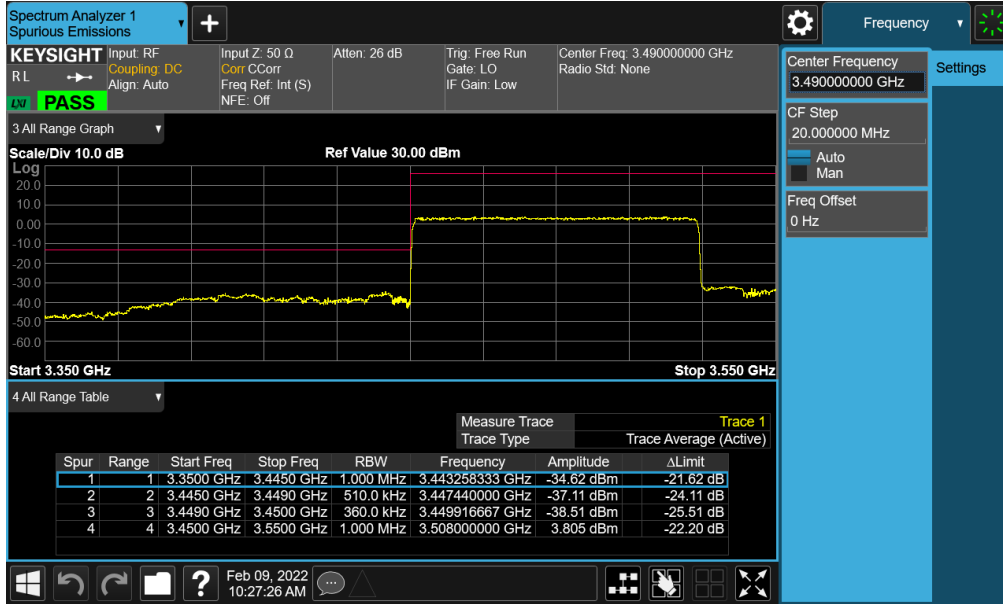 Spectrum Analyzer 1
Spurious Emissions
Frequency
KEYSIGHT
R L
LXI
PASS
Input: RF
Coupling: DC
Align: Auto
Input Z: 50 Ω
Corr CCorr
Freq Ref: Int (S)
NFE: Off
Atten: 26 dB
Trig: Free Run
Gate: LO
IF Gain: Low
Center Freq: 3.490000000 GHz
Radio Std: None
Center Frequency
3.490000000 GHz
Settings
CF Step
20.000000 MHz
Auto
Man
Freq Offset
0 Hz
3 All Range Graph
Scale/Div 10.0 dB
Ref Value 30.00 dBm
Log
20.0
10.0
0.00
-10.0
-20.0
-30.0
-40.0
-50.0
-60.0
Start 3.350 GHz
Stop 3.550 GHz
4 All Range Table
Measure Trace Trace 1
Trace Type Trace Average (Active)
Spur Range Start Freq Stop Freq RBW Frequency Amplitude ΔLimit
1 1 3.3500 GHz 3.4450 GHz 1.000 MHz 3.443258333 GHz -34.62 dBm -21.62 dB
2 2 3.4450 GHz 3.4490 GHz 510.0 kHz 3.447440000 GHz -37.11 dBm -24.11 dB
3 3 3.4490 GHz 3.4500 GHz 360.0 kHz 3.449916667 GHz -38.51 dBm -25.51 dB
4 4 3.4500 GHz 3.5500 GHz 1.000 MHz 3.508000000 GHz 3.805 dBm -22.20 dB
?
Feb 09, 2022
10:27:26 AM